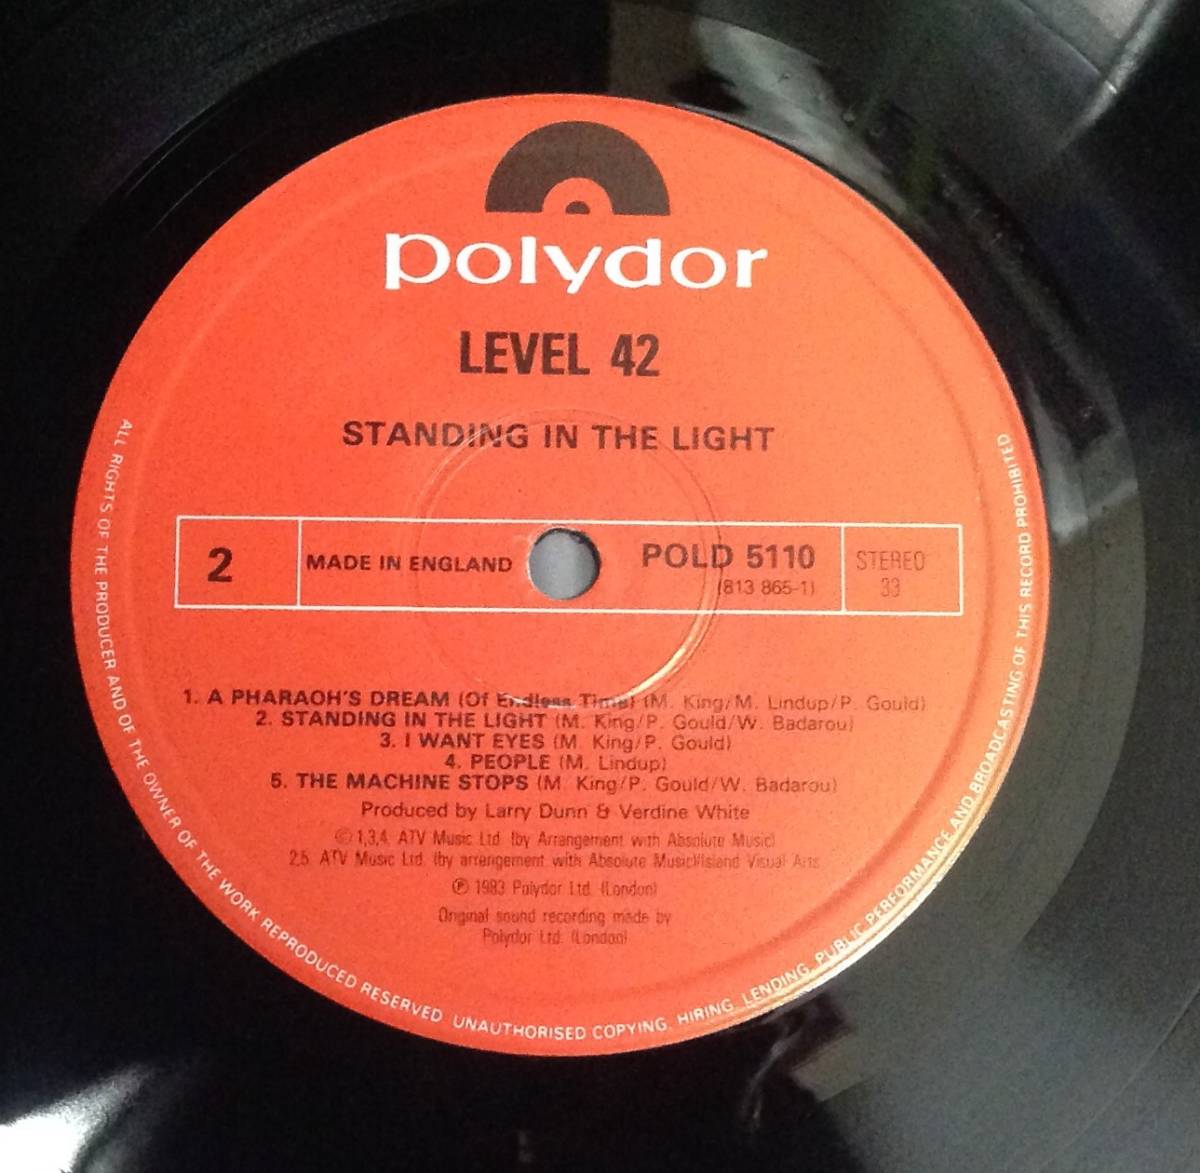 polydor
LEVEL 42
STANDING IN THE LIGHT
2
MADE IN ENGLAND
POLD 5110
(813 865-1)
STEREO
33
1. A PHARAOH'S DREAM (Of Endless Time) (M. King/M. Lindup/P. Gould)
2. STANDING IN THE LIGHT (M. King/P. Gould/W. Badarou)
3. I WANT EYES (M. King/P. Gould)
4. PEOPLE (M. Lindup)
5. THE MACHINE STOPS (M. King/P. Gould/W. Badarou)
Produced by Larry Dunn & Verdine White
© 1,3,4. ATV Music Ltd. (by Arrangement with Absolute Music)
2,5. ATV Music Ltd. (by arrangement with Absolute Music)/Island Visual Arts
℗ 1983 Polydor Ltd. (London)
Original sound recording made by
Polydor Ltd. (London)
ALL RIGHTS OF THE PRODUCER AND OF THE OWNER OF THE WORK REPRODUCED RESERVED. UNAUTHORISED COPYING, HIRING, LENDING, PUBLIC PERFORMANCE AND BROADCASTING OF THIS RECORD PROHIBITED